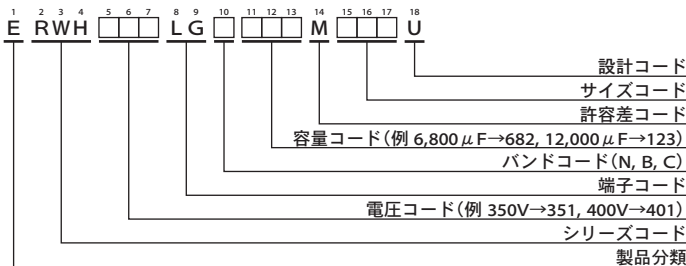 1 2 3 4 5 6 7 8 9 10 11 12 13 14 15 16 17 18
E RWH □□□ LG □ □□□ M □□□ U
設計コード
サイズコード
許容差コード
容量コード(例 6,800μF→682, 12,000μF→123)
バンドコード(N, B, C)
端子コード
電圧コード(例 350V→351, 400V→401)
シリーズコード
製品分類